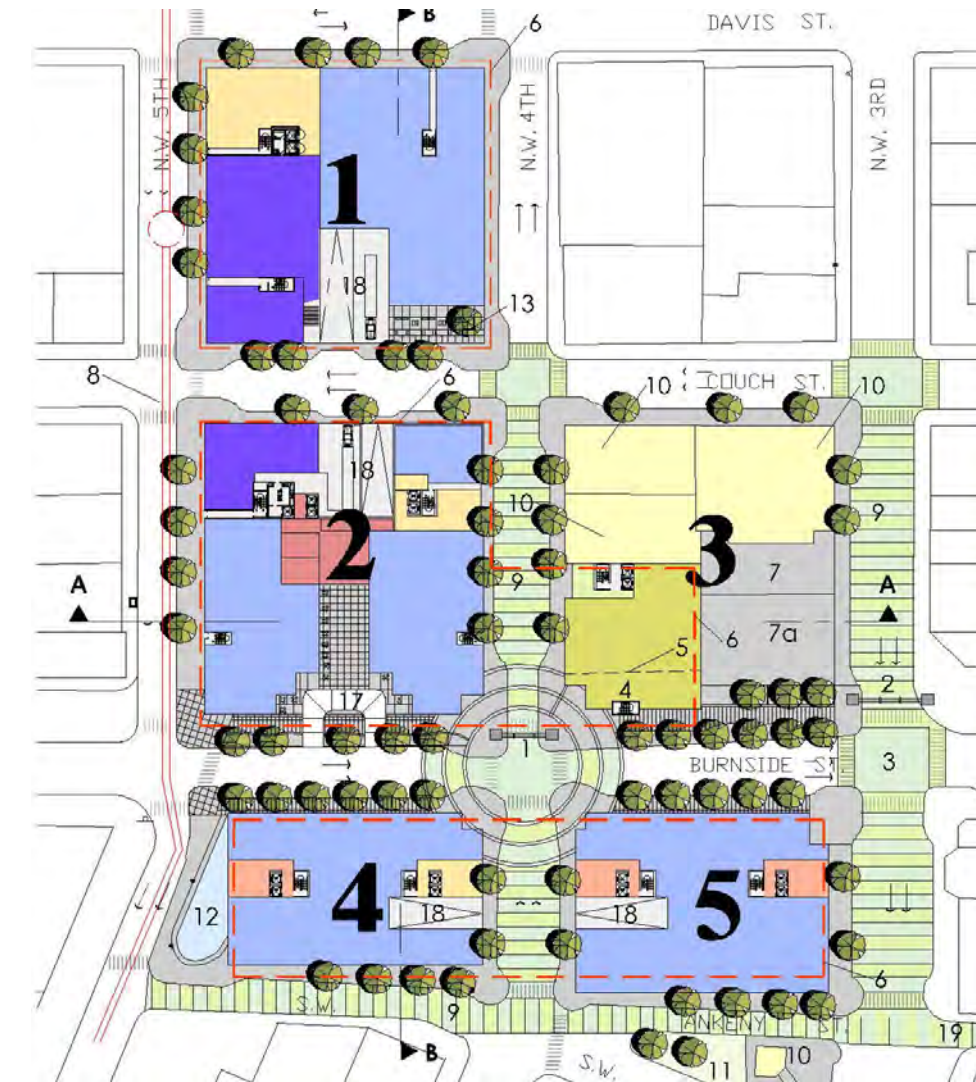 B
DAVIS ST.
6
N.W. 5TH
N.W. 4TH
N.W. 3RD
1
18
13
8
6
10
COUCH ST.
10
18
10
2
3
9
9
7
A
A
5
6
7a
4
2
17
1
BURNSIDE ST.
3
4
5
18
18
12
6
S.W.
9
ANKENY ST.
19
B
S.W.
11
10